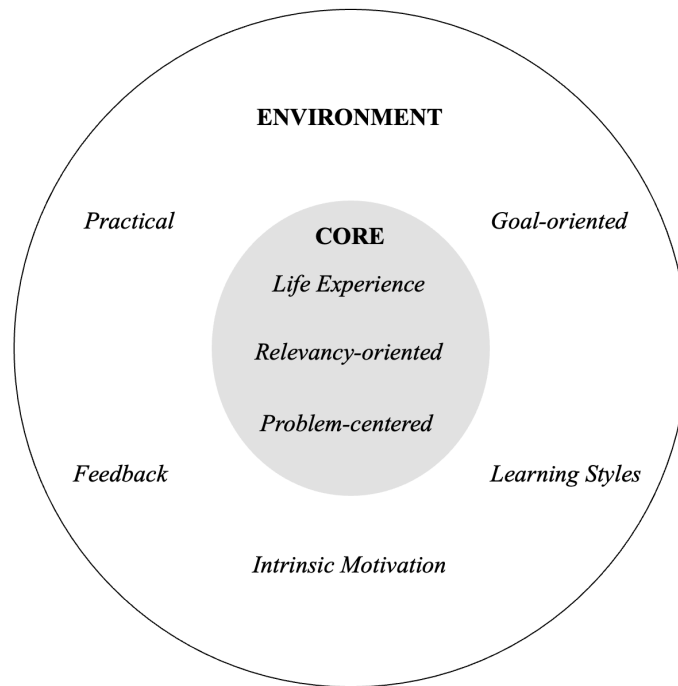 ENVIRONMENT
Practical
Goal-oriented
CORE
Life Experience
Relevancy-oriented
Problem-centered
Feedback
Learning Styles
Intrinsic Motivation